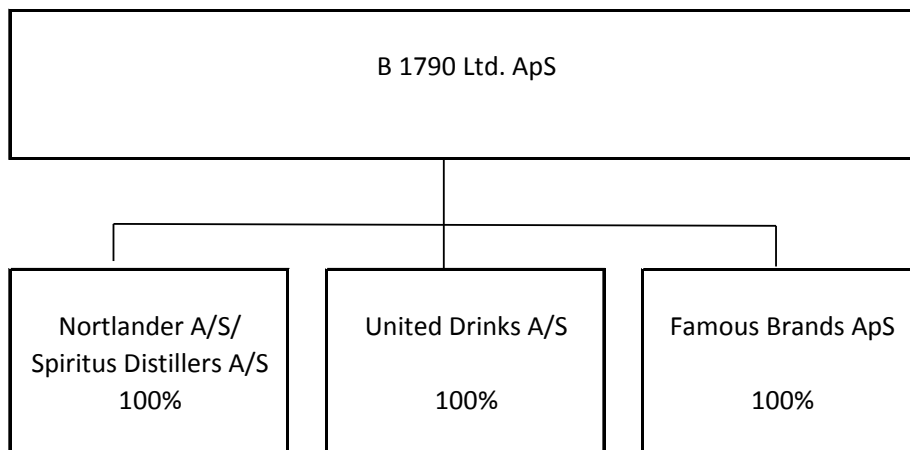 B 1790 Ltd. ApS
Nortlander A/S/
Spiritus Distillers A/S
100%
United Drinks A/S
100%
Famous Brands ApS
100%